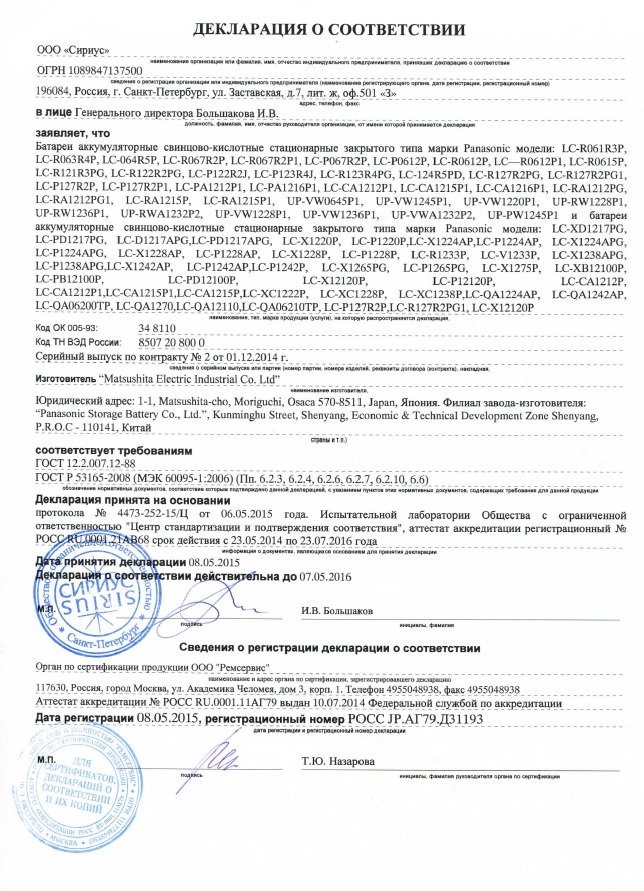 ДЕКЛАРАЦИЯ О СООТВЕТСТВИИ
ООО «Сириус»
наименование организации или фамилия, имя, отчество индивидуального предпринимателя, принявших декларацию о соответствии
ОГРН 1089847137500
сведения о регистрации организации или индивидуального предпринимателя (наименование регистрирующего органа, дата регистрации, регистрационный номер)
196084, Россия, г. Санкт-Петербург, ул. Заставская, д.7, лит. ж, оф.501 «З»
адрес, телефон, факс
в лице Генерального директора Большакова И.В.
должность, фамилия, имя, отчество руководителя организации, от имени которой принимается декларация
заявляет, что
Батареи аккумуляторные свинцово-кислотные стационарные закрытого типа марки Panasonic модели: LC-R061R3P,
LC-R063R4P, LC-064R5P, LC-R067R2P, LC-R067R2P1, LC-P067R2P, LC-P0612P, LC-R0612P, LC—R0612P1, LC-R0615P,
LC-R121R3PG, LC-R122R2PG, LC-P122R2J, LC-P123R4J, LC-R123R4PG, LC-124R5PD, LC-R127R2PG, LC-R127R2PG1,
LC-P127R2P, LC-P127R2P1, LC-PA1212P1, LC-PA1216P1, LC-CA1212P1, LC-CA1215P1, LC-CA1216P1, LC-RA1212PG,
LC-RA1212PG1, LC-RA1215P, LC-RA1215P1, UP-VW0645P1, UP-VW1245P1, UP-VW1220P1, UP-RW1228P1,
UP-RW1236P1, UP-RWA1232P2, UP-VW1228P1, UP-VW1236P1, UP-VWA1232P2, UP-PW1245P1 и батареи
аккумуляторные свинцово-кислотные стационарные закрытого типа марки Panasonic модели: LC-XD1217PG,
LC-PD1217PG, LC-D1217APG,LC-PD1217APG, LC-X1220P, LC-P1220P,LC-X1224AP,LC-P1224AP, LC-X1224APG,
LC-P1224APG, LC-X1228AP, LC-P1228AP, LC-X1228P, LC-P1228P, LC-R1233P, LC-V1233P, LC-X1238APG,
LC-P1238APG,LC-X1242AP, LC-P1242AP,LC-P1242P, LC-X1265PG, LC-P1265PG, LC-X1275P, LC-XB12100P,
LC-PB12100P, LC-PD12100P, LC-X12120P, LC-P12120P, LC-CA1212P,
LC-CA1212P1,LC-CA1215P1,LC-CA1215P,LC-XC1222P, LC-XC1228P, LC-XC1238P,LC-QA1224AP, LC-QA1242AP,
LC-QA06200TP, LC-QA1270,LC-QA12110,LC-QA06210TP, LC-P127R2P,LC-R127R2PG1, LC-X12120P
наименование, тип, марка продукции (услуги), на которую распространяется декларация,
Код ОК 005-93: 34 8110
Код ТН ВЭД России: 8507 20 800 0
Серийный выпуск по контракту № 2 от 01.12.2014 г.
сведения о серийном выпуске или партии (номер партии, номера изделий, реквизиты договора (контракта), накладная,
Изготовитель “Matsushita Electric Industrial Co. Ltd”
наименование изготовителя,
Юридический адрес: 1-1, Matsushita-cho, Moriguchi, Osaca 570-8511, Japan, Япония. Филиал завода-изготовителя:
“Panasonic Storage Battery Co., Ltd.”, Kunminghu Street, Shenyang, Economic & Technical Development Zone Shenyang,
P.R.O.C - 110141, Китай
страны и т.п.)
соответствует требованиям
ГОСТ 12.2.007.12-88
ГОСТ Р 53165-2008 (МЭК 60095-1:2006) (Пп. 6.2.3, 6.2.4, 6.2.6, 6.2.7, 6.2.10, 6.6)
обозначение нормативных документов, соответствие которым подтверждено данной декларацией, с указанием пунктов этих нормативных документов, содержащих требования для данной продукции
Декларация принята на основании
протокола № 4473-252-15/Ц от 06.05.2015 года. Испытательной лаборатории Общества с ограниченной
ответственностью "Центр стандартизации и подтверждения соответствия", аттестат аккредитации регистрационный №
РОСС RU.0001.21АВ68 срок действия с 23.05.2014 по 23.07.2016 года
информация о документах, являющихся основанием для принятия декларации
Дата принятия декларации 08.05.2015
Декларация о соответствии действительна до 07.05.2016
СИРИУС
SIRIUS
Санкт-Петербург
М.П.
И.В. Большаков
подпись
инициалы, фамилия
Сведения о регистрации декларации о соответствии
Орган по сертификации продукции ООО "Ремсервис"
наименование и адрес органа по сертификации, зарегистрировавшего декларацию
117630, Россия, город Москва, ул. Академика Челомея, дом 3, корп. 1. Телефон 4955048938, факс 4955048938
Аттестат аккредитации № РОСС RU.0001.11АГ79 выдан 10.07.2014 Федеральной службой по аккредитации
Дата регистрации 08.05.2015, регистрационный номер РОСС JP.АГ79.Д31193
дата регистрации и регистрационный номер декларации
М.П.
Т.Ю. Назарова
подпись
инициалы, фамилия руководителя органа по сертификации
ДЛЯ
СЕРТИФИКАТОВ,
ДЕКЛАРАЦИЙ О
СООТВЕТСТВИИ
И ИХ КОПИЙ
МОСКВА